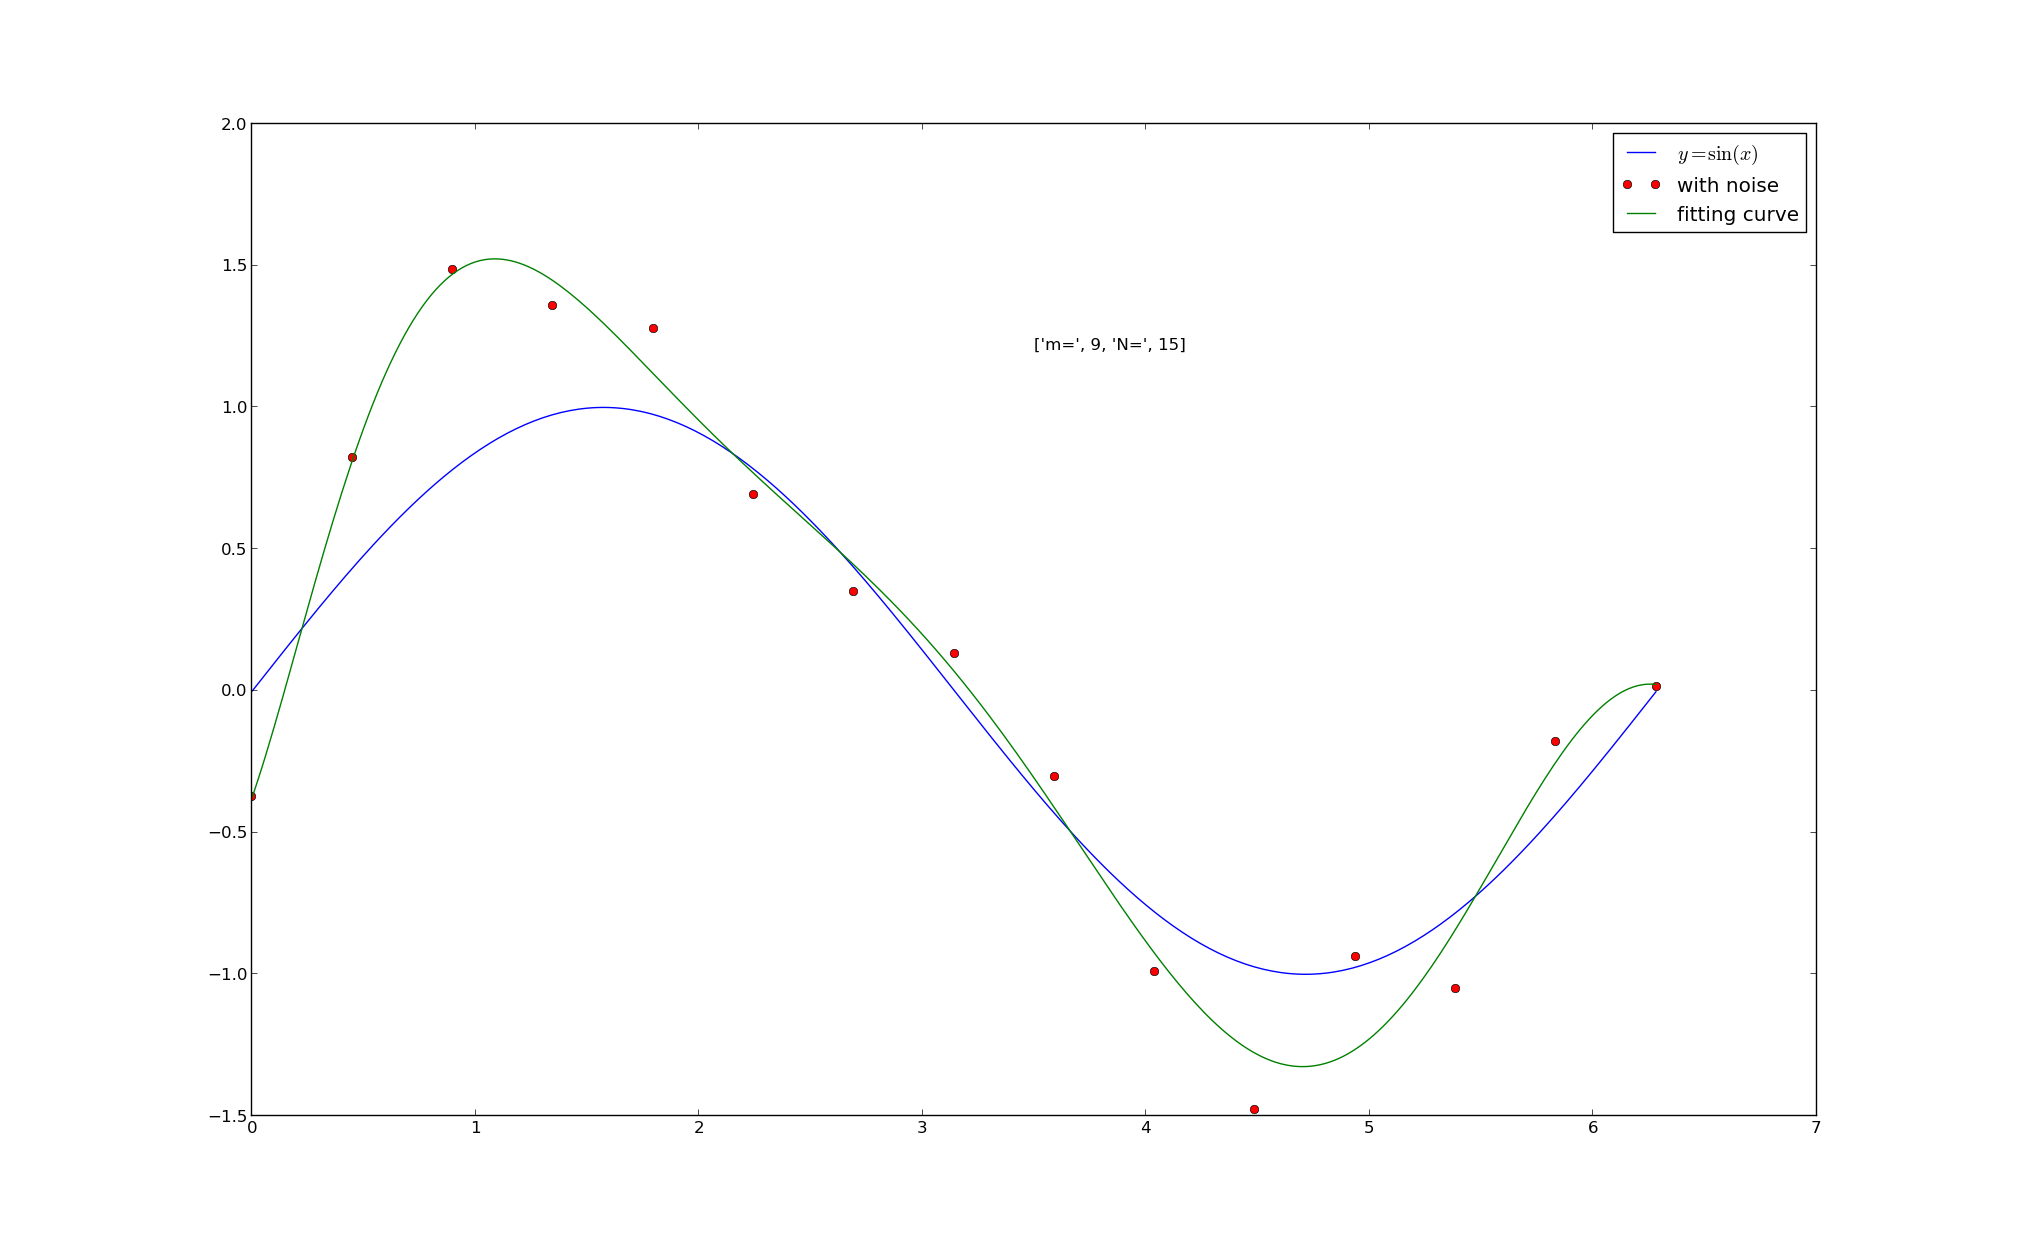 2.0
1.5
1.0
0.5
0.0
−0.5
−1.0
−1.5
0 1 2 3 4 5 6 7
y=sin(x)
with noise
fitting curve
['m=', 9, 'N=', 15]